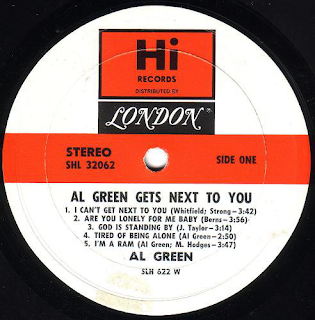 Hi
RECORDS
DISTRIBUTED BY
LONDON®
STEREO
SHL 32062
SIDE ONE
AL GREEN GETS NEXT TO YOU
1. I CAN'T GET NEXT TO YOU (Whitfield; Strong—3:42)
2. ARE YOU LONELY FOR ME BABY (Berns—3:56)
3. GOD IS STANDING BY (J. Taylor—3:14)
4. TIRED OF BEING ALONE (Al Green—2:50)
5. I'M A RAM (Al Green; M. Hodges—3:47)
AL GREEN
SLH 622 W